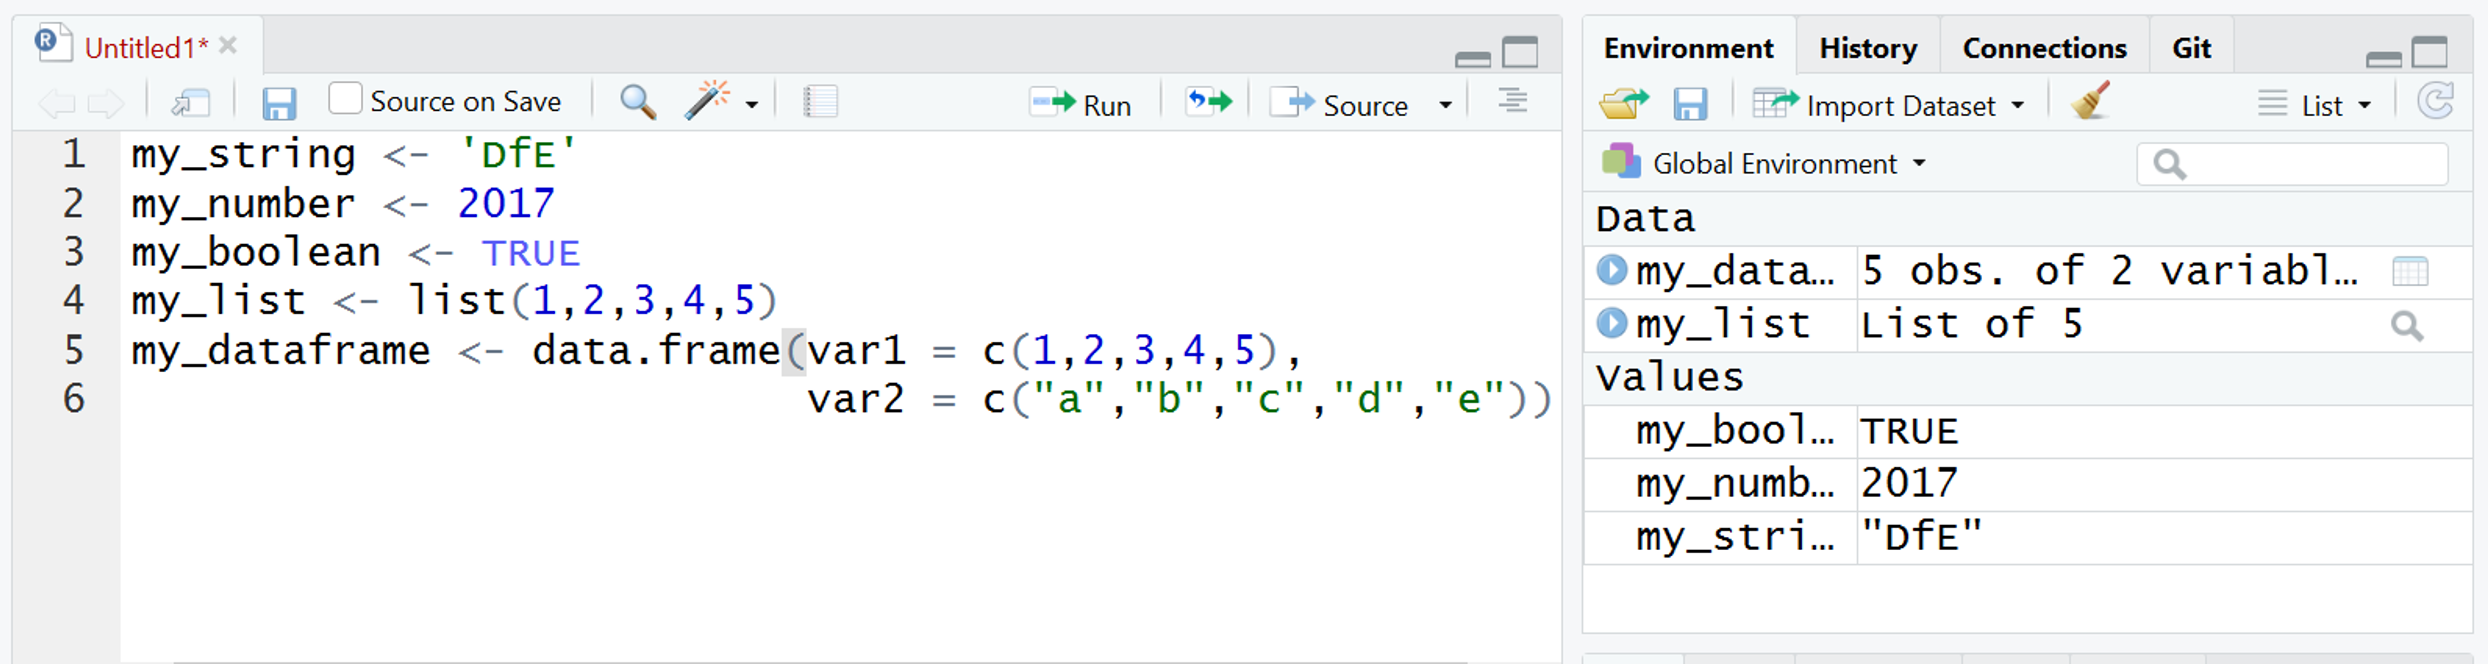 R Untitled1*
Source on Save Run Source
1 my_string <- 'DfE'
2 my_number <- 2017
3 my_boolean <- TRUE
4 my_list <- list(1,2,3,4,5)
5 my_dataframe <- data.frame(var1 = c(1,2,3,4,5),
6 var2 = c("a","b","c","d","e"))
Environment History Connections Git
Import Dataset List
Global Environment
Data
my_data... 5 obs. of 2 variabl...
my_list List of 5
Values
my_bool... TRUE
my_numb... 2017
my_stri... "DfE"